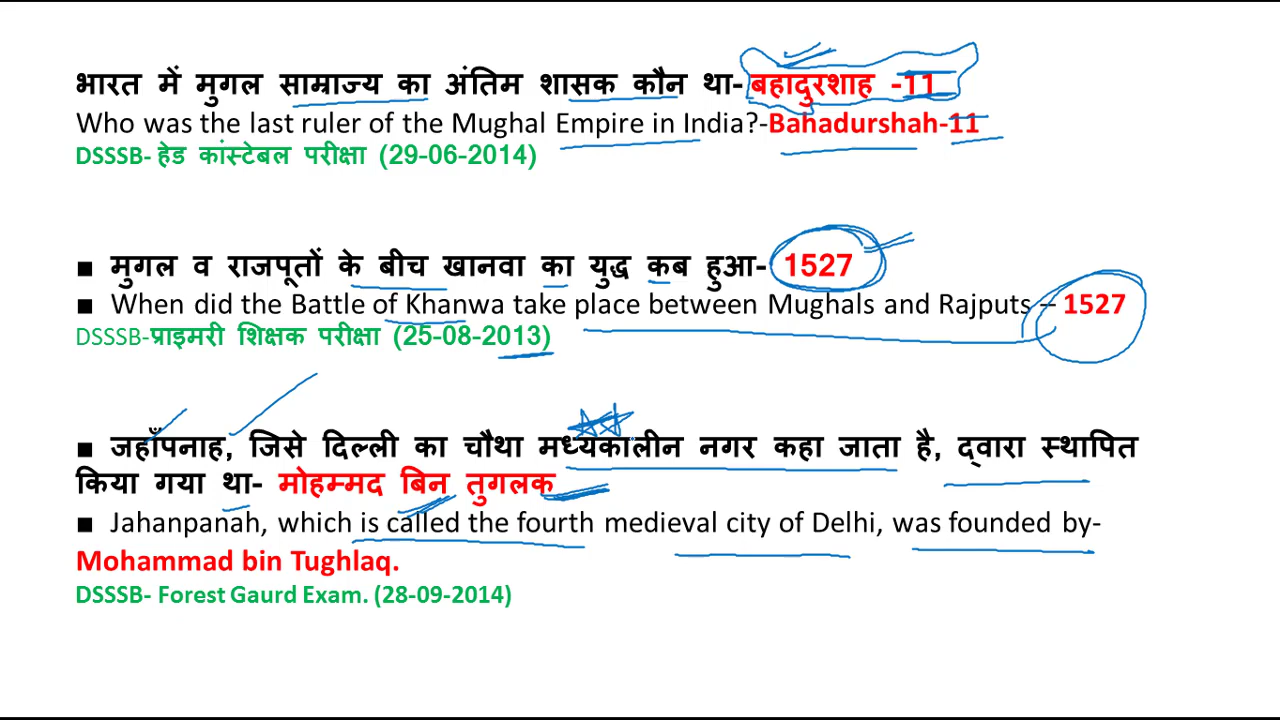 भारत में मुगल साम्राज्य का अंतिम शासक कौन था- बहादुरशाह -11
Who was the last ruler of the Mughal Empire in India?-Bahadurshah-11
DSSSB- हेड कांस्टेबल परीक्षा (29-06-2014)
■ मुगल व राजपूतों के बीच खानवा का युद्ध कब हुआ- 1527
■ When did the Battle of Khanwa take place between Mughals and Rajputs – 1527
DSSSB-प्राइमरी शिक्षक परीक्षा (25-08-2013)
■ जहाँपनाह, जिसे दिल्ली का चौथा मध्यकालीन नगर कहा जाता है, द्वारा स्थापित
किया गया था- मोहम्मद बिन तुगलक
■ Jahanpanah, which is called the fourth medieval city of Delhi, was founded by-
Mohammad bin Tughlaq.
DSSSB- Forest Gaurd Exam. (28-09-2014)